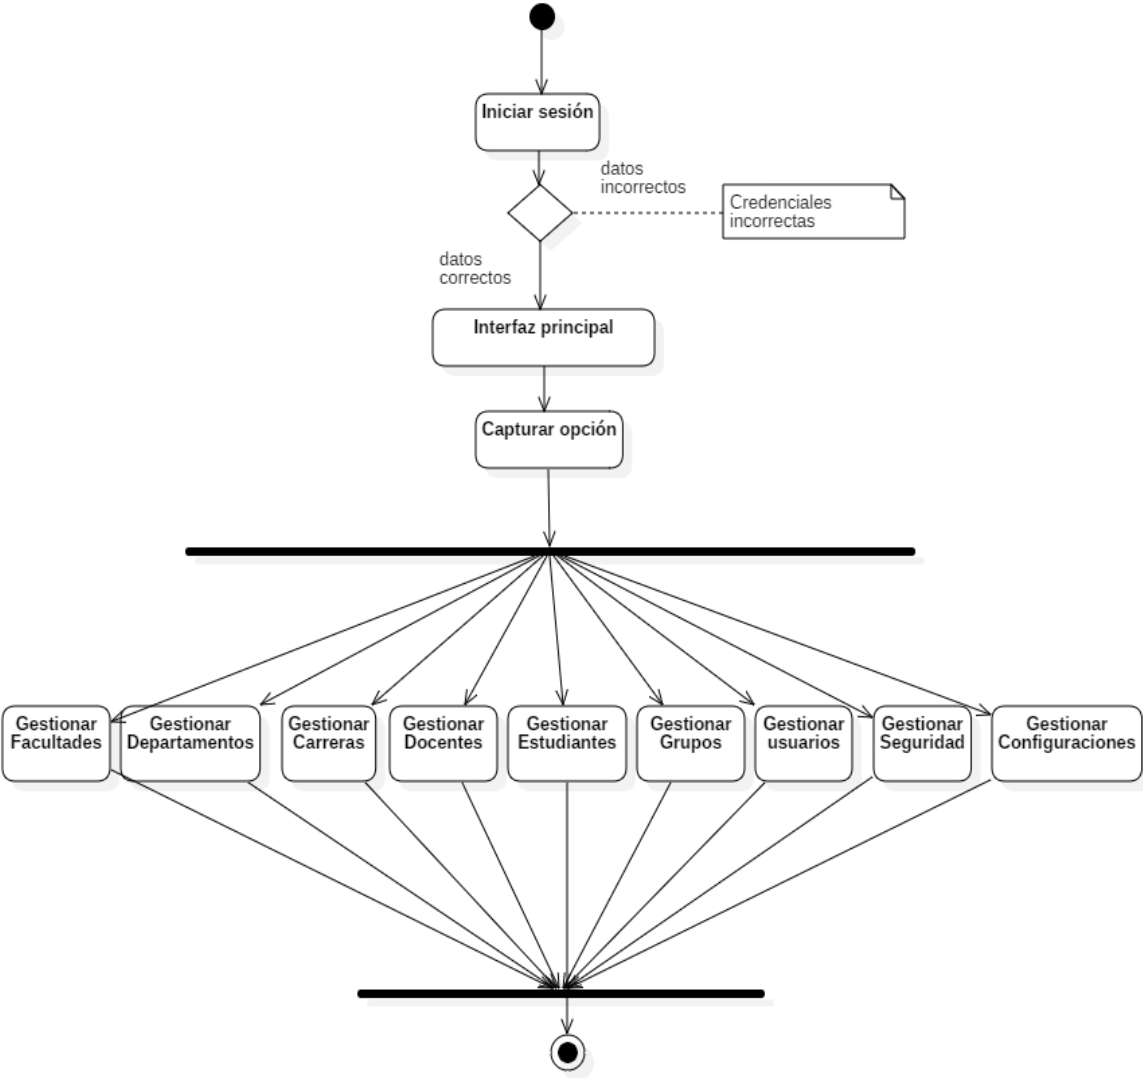 Iniciar sesión
datos
incorrectos
Credenciales
incorrectas
datos
correctos
Interfaz principal
Capturar opción
Gestionar
Facultades
Gestionar
Departamentos
Gestionar
Carreras
Gestionar
Docentes
Gestionar
Estudiantes
Gestionar
Grupos
Gestionar
usuarios
Gestionar
Seguridad
Gestionar
Configuraciones